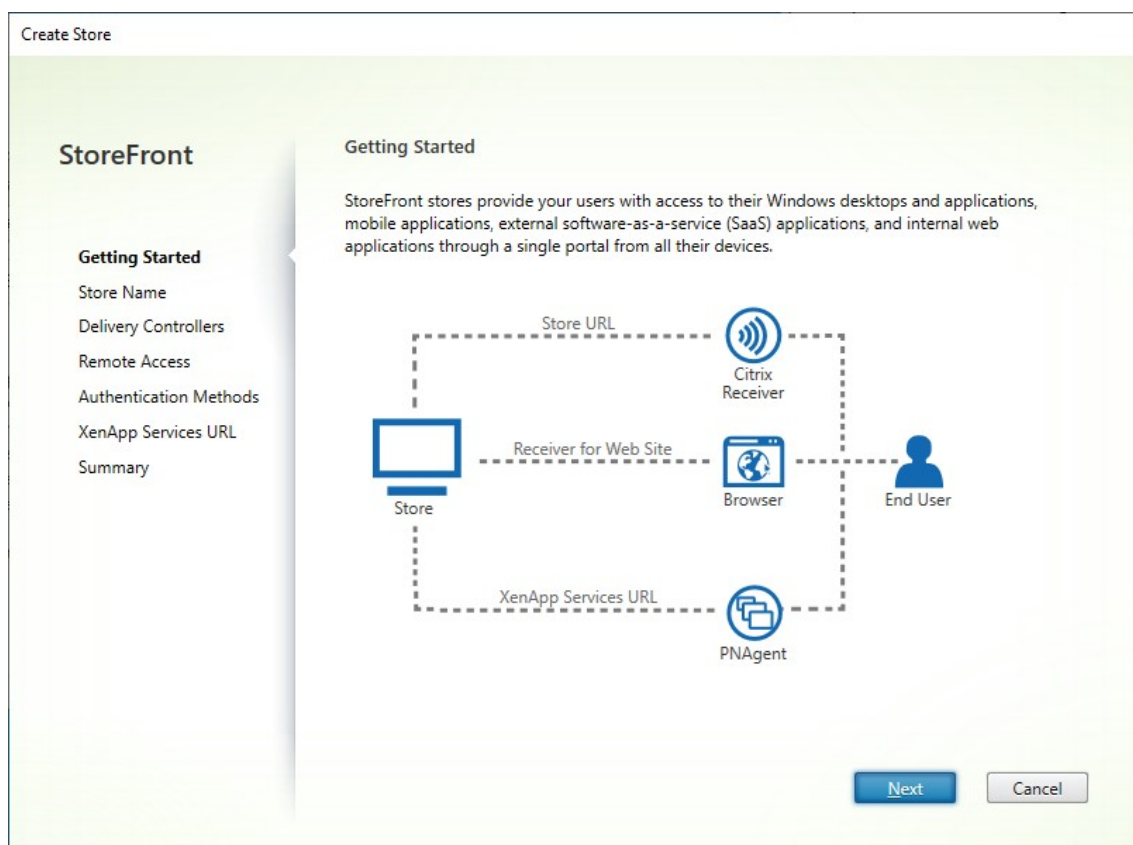 Create Store
StoreFront
Getting Started
Store Name
Delivery Controllers
Remote Access
Authentication Methods
XenApp Services URL
Summary
Getting Started
StoreFront stores provide your users with access to their Windows desktops and applications,
mobile applications, external software-as-a-service (SaaS) applications, and internal web
applications through a single portal from all their devices.
Store URL
Citrix
Receiver
Receiver for Web Site
Store
Browser
End User
XenApp Services URL
PNAgent
Next
Cancel